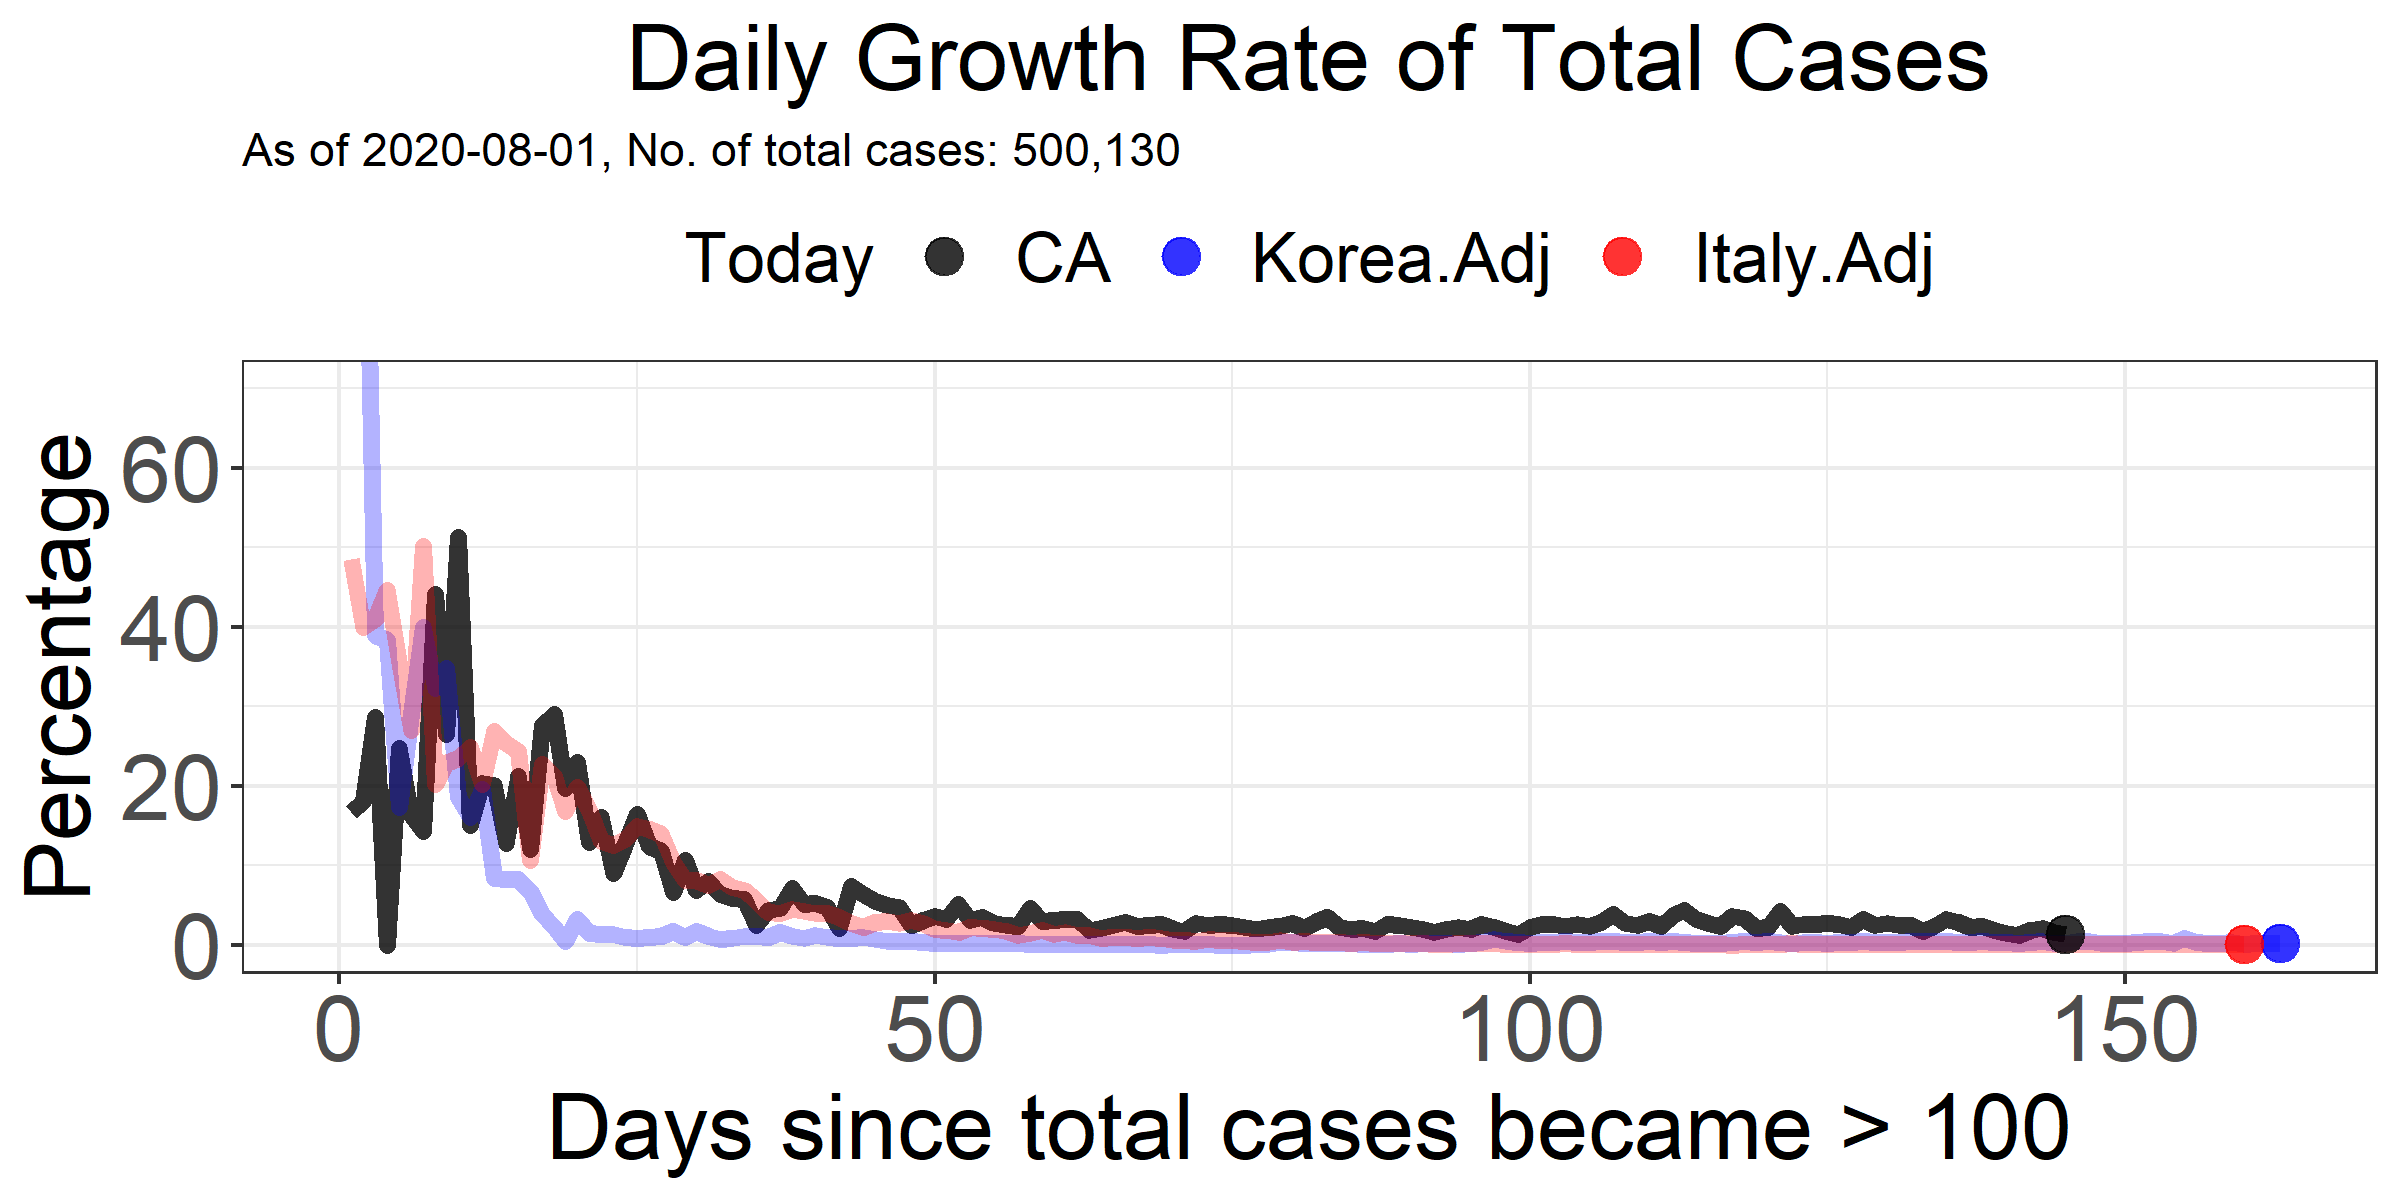 Daily Growth Rate of Total Cases
As of 2020-08-01, No. of total cases: 500,130
Today CA Korea.Adj Italy.Adj
Percentage
60
40
20
0
0 50 100 150
Days since total cases became > 100